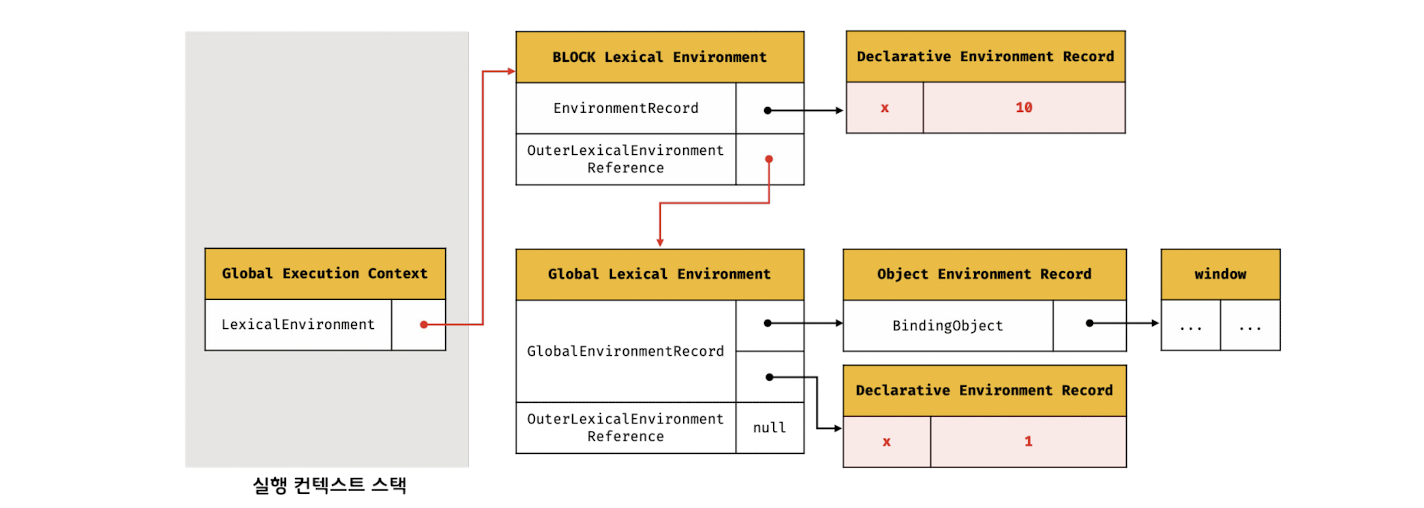 BLOCK Lexical Environment
EnvironmentRecord
OuterLexicalEnvironment
Reference
Declarative Environment Record
x 10
Global Execution Context
LexicalEnvironment
Global Lexical Environment
GlobalEnvironmentRecord
OuterLexicalEnvironment
Reference
null
Object Environment Record
BindingObject
window
... ...
Declarative Environment Record
x 1
실행 컨텍스트 스택